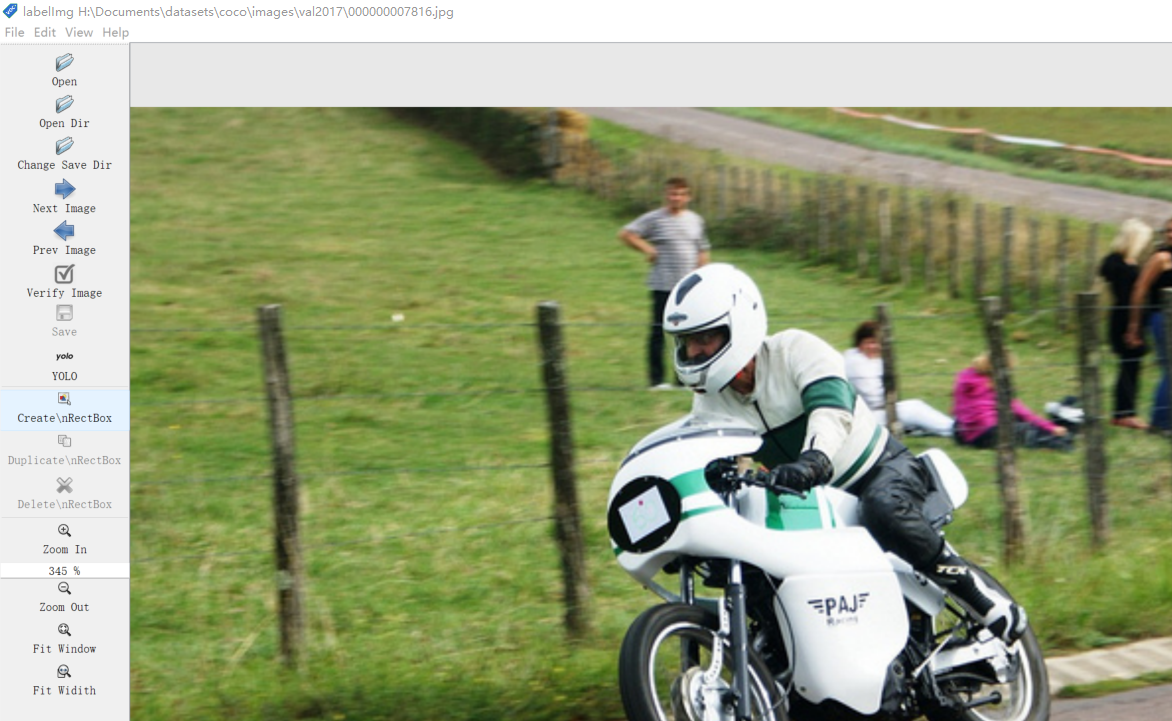 labelImg H:\Documents\datasets\coco\images\val2017\000000007816.jpg
File Edit View Help
Open
Open Dir
Change Save Dir
Next Image
Prev Image
Verify Image
Save
yolo
YOLO
Create\nRectBox
Duplicate\nRectBox
Delete\nRectBox
Zoom In
345 %
Zoom Out
Fit Window
Fit Widith
TCX
PAJ
Racing